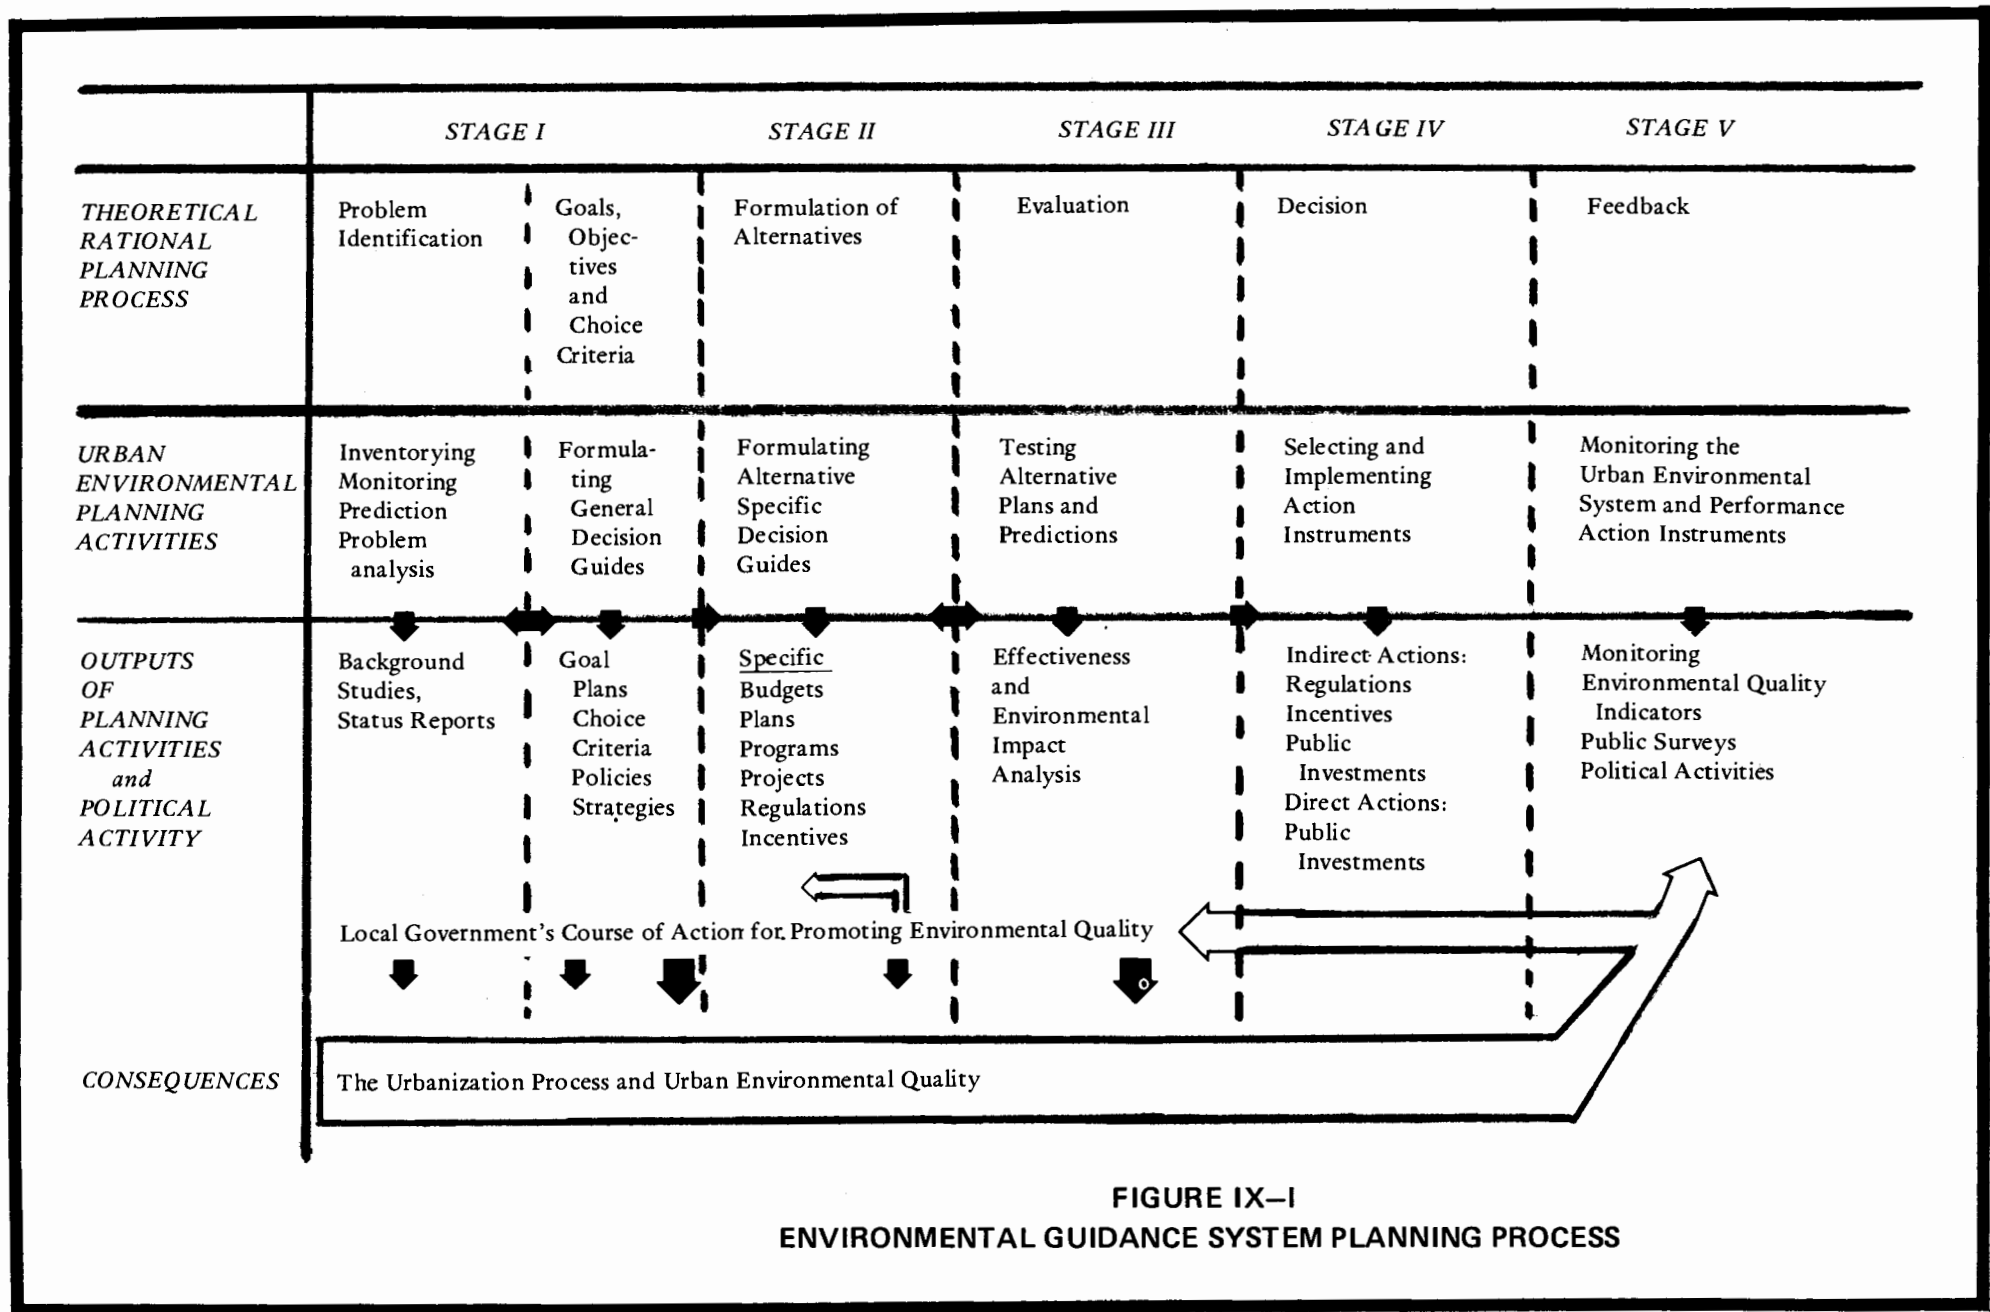 STAGE I
STAGE II
STAGE III
STAGE IV
STAGE V
THEORETICAL
RATIONAL
PLANNING
PROCESS
Problem
Identification
Goals,
Objec-
tives
and
Choice
Criteria
Formulation of
Alternatives
Evaluation
Decision
Feedback
URBAN
ENVIRONMENTAL
PLANNING
ACTIVITIES
Inventorying
Monitoring
Prediction
Problem
analysis
Formula-
ting
General
Decision
Guides
Formulating
Alternative
Specific
Decision
Guides
Testing
Alternative
Plans and
Predictions
Selecting and
Implementing
Action
Instruments
Monitoring the
Urban Environmental
System and Performance
Action Instruments
OUTPUTS
OF
PLANNING
ACTIVITIES
and
POLITICAL
ACTIVITY
Background
Studies,
Status Reports
Goal
Plans
Choice
Criteria
Policies
Strategies
Specific
Budgets
Plans
Programs
Projects
Regulations
Incentives
Effectiveness
and
Environmental
Impact
Analysis
Indirect Actions:
Regulations
Incentives
Public
Investments
Direct Actions:
Public
Investments
Monitoring
Environmental Quality
Indicators
Public Surveys
Political Activities
Local Government's Course of Action for Promoting Environmental Quality
CONSEQUENCES
The Urbanization Process and Urban Environmental Quality
FIGURE IX—I
ENVIRONMENTAL GUIDANCE SYSTEM PLANNING PROCESS